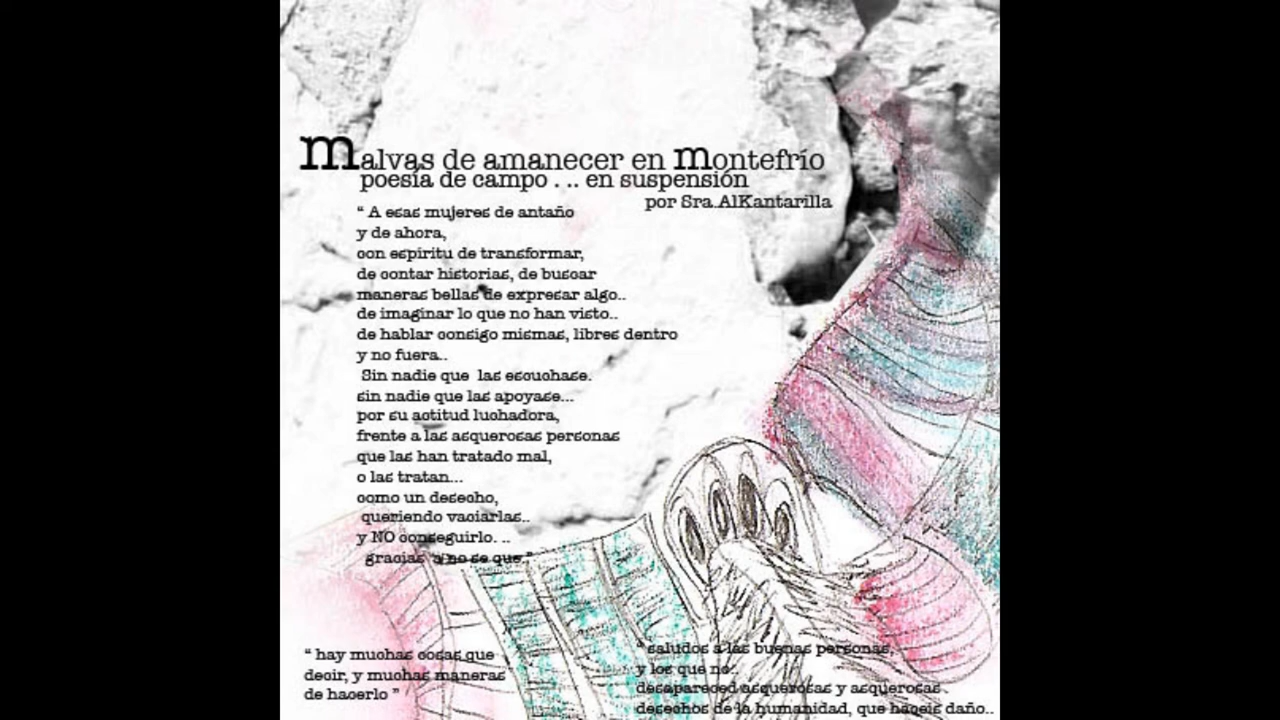 malvas de amanecer en montefrío
poesía de campo . .. en suspensión
por Sra.AlKantarilla
“ A esas mujeres de antaño
y de ahora,
con espiritu de transformar,
de contar historias, de buscar
maneras bellas de expresar algo..
de imaginar lo que no han visto..
de hablar consigo mismas, libres dentro
y no fuera..
Sin nadie que las escuchase.
sin nadie que las apoyase...
por su actitud luchadora,
frente a las asquerosas personas
que las han tratado mal,
o las tratan...
como un desecho,
queriendo vaciarlas..
y NO conseguirlo. ..
gracias a no se que ”
“ hay muchas cosas que
decir, y muchas maneras
de hacerlo ”
“ saludos a las buenas personas,
y los que no..
desapareced asquerosas y asquerosas .
desechos de la humanidad, que haceis daño..